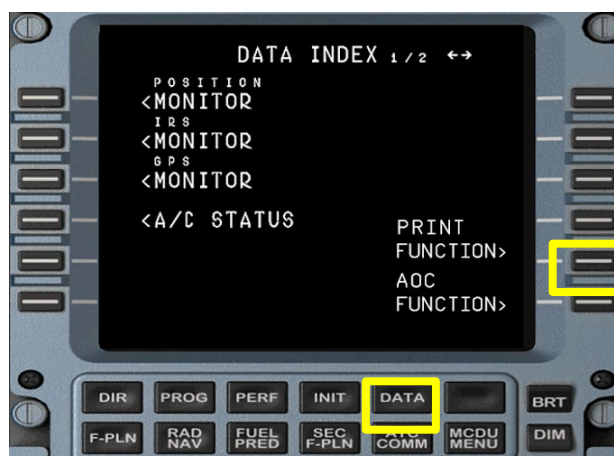 DATA INDEX 1/2 ←→
POSITION
<MONITOR
IRS
<MONITOR
GPS
<MONITOR
<A/C STATUS
PRINT
FUNCTION>
AOC
FUNCTION>
DIR PROG PERF INIT DATA BRT
F-PLN RAD NAV FUEL PRED SEC F-PLN ATC COMM MCDU MENU DIM